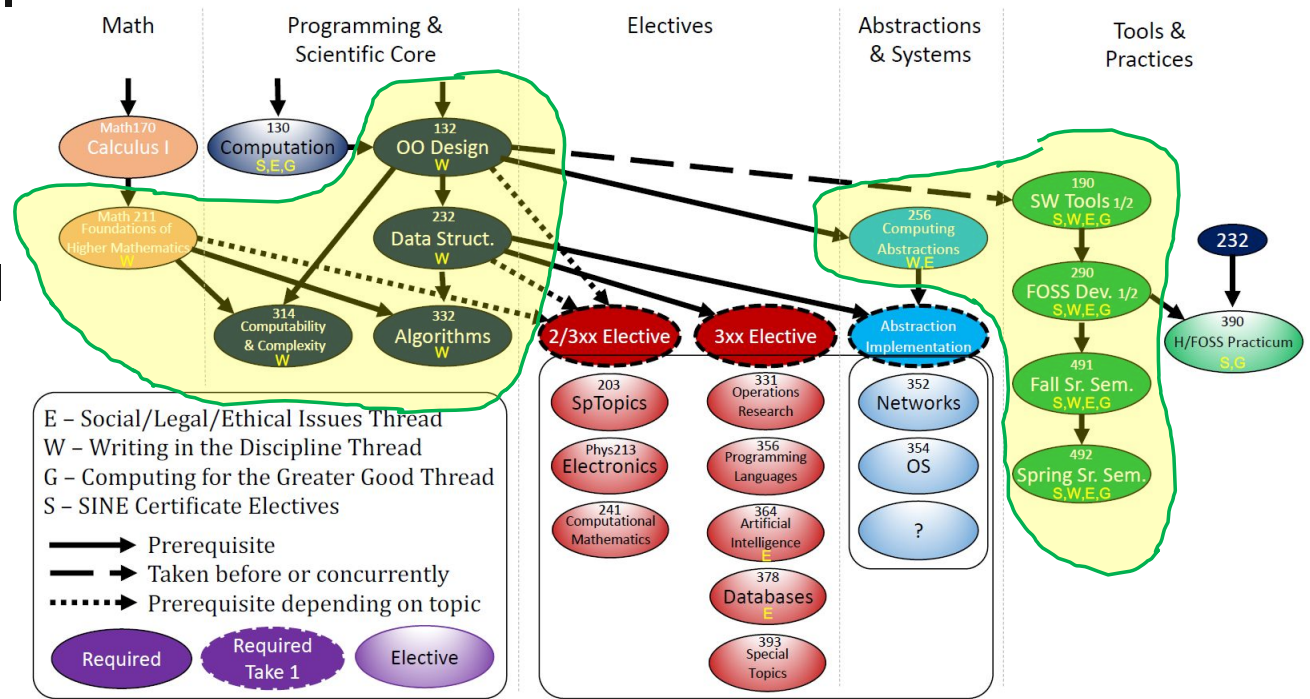 Math
Programming &
Scientific Core
Electives
Abstractions
& Systems
Tools &
Practices
Math170
Calculus I
130
Computation
S,E,G
132
OO Design
W
190
SW Tools 1/2
S,W,E,G
Math 211
Foundations of
Higher Mathematics
W
232
Data Struct.
W
256
Computing
Abstractions
W,E
232
290
FOSS Dev. 1/2
S,W,E,G
314
Computability
& Complexity
W
332
Algorithms
W
2/3xx Elective
3xx Elective
Abstraction
Implementation
390
H/FOSS Practicum
S,G
491
Fall Sr. Sem.
S,W,E,G
492
Spring Sr. Sem.
S,W,E,G
203
SpTopics
Phys213
Electronics
241
Computational
Mathematics
331
Operations
Research
356
Programming
Languages
364
Artificial
Intelligence
E
378
Databases
E
393
Special
Topics
352
Networks
354
OS
?
E – Social/Legal/Ethical Issues Thread
W – Writing in the Discipline Thread
G – Computing for the Greater Good Thread
S – SINE Certificate Electives
Prerequisite
Taken before or concurrently
Prerequisite depending on topic
Required
Required
Take 1
Elective